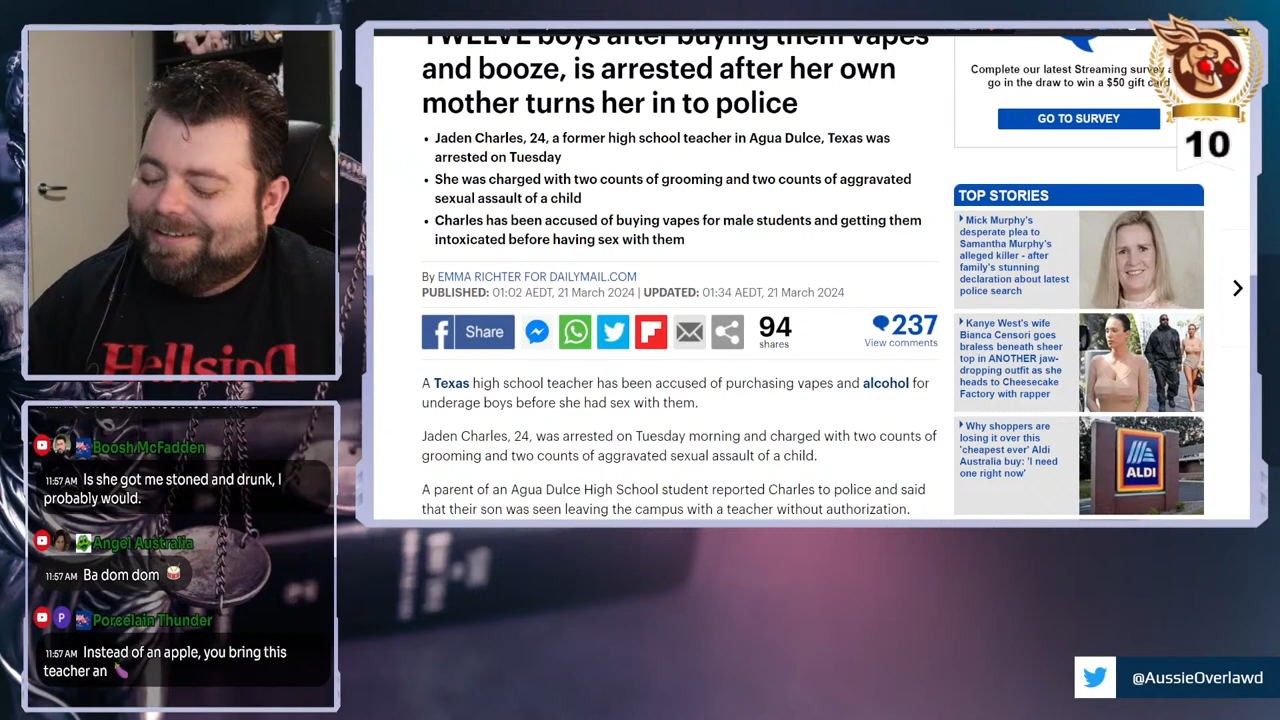 TWELVE boys after buying them vapes
and booze, is arrested after her own
mother turns her in to police
• Jaden Charles, 24, a former high school teacher in Agua Dulce, Texas was
arrested on Tuesday
• She was charged with two counts of grooming and two counts of aggravated
sexual assault of a child
• Charles has been accused of buying vapes for male students and getting them
intoxicated before having sex with them
By EMMA RICHTER FOR DAILYMAIL.COM
PUBLISHED: 01:02 AEDT, 21 March 2024 | UPDATED: 01:34 AEDT, 21 March 2024
f Share
94
shares
237
View comments
A Texas high school teacher has been accused of purchasing vapes and alcohol for
underage boys before she had sex with them.
Jaden Charles, 24, was arrested on Tuesday morning and charged with two counts of
grooming and two counts of aggravated sexual assault of a child.
A parent of an Agua Dulce High School student reported Charles to police and said
that their son was seen leaving the campus with a teacher without authorization.
Complete our latest Streaming survey
go in the draw to win a $50 gift
GO TO SURVEY
10
TOP STORIES
Mick Murphy's
desperate plea to
Samantha Murphy's
alleged killer - after
family's stunning
declaration about latest
police search
Kanye West's wife
Bianca Censori goes
braless beneath sheer
top in ANOTHER jaw-
dropping outfit as she
heads to Cheesecake
Factory with rapper
Why shoppers are
losing it over this
'cheapest ever' Aldi
Australia buy: 'I need
one right now'
ALDI
Hellsing
Boosh McFadden
11:57 AM Is she got me stoned and drunk, I
probably would.
Angel Australia
11:57 AM Ba dom dom 🥁
P Porcelain Thunder
11:57 AM Instead of an apple, you bring this
teacher an 🍆
@AussieOverlawd